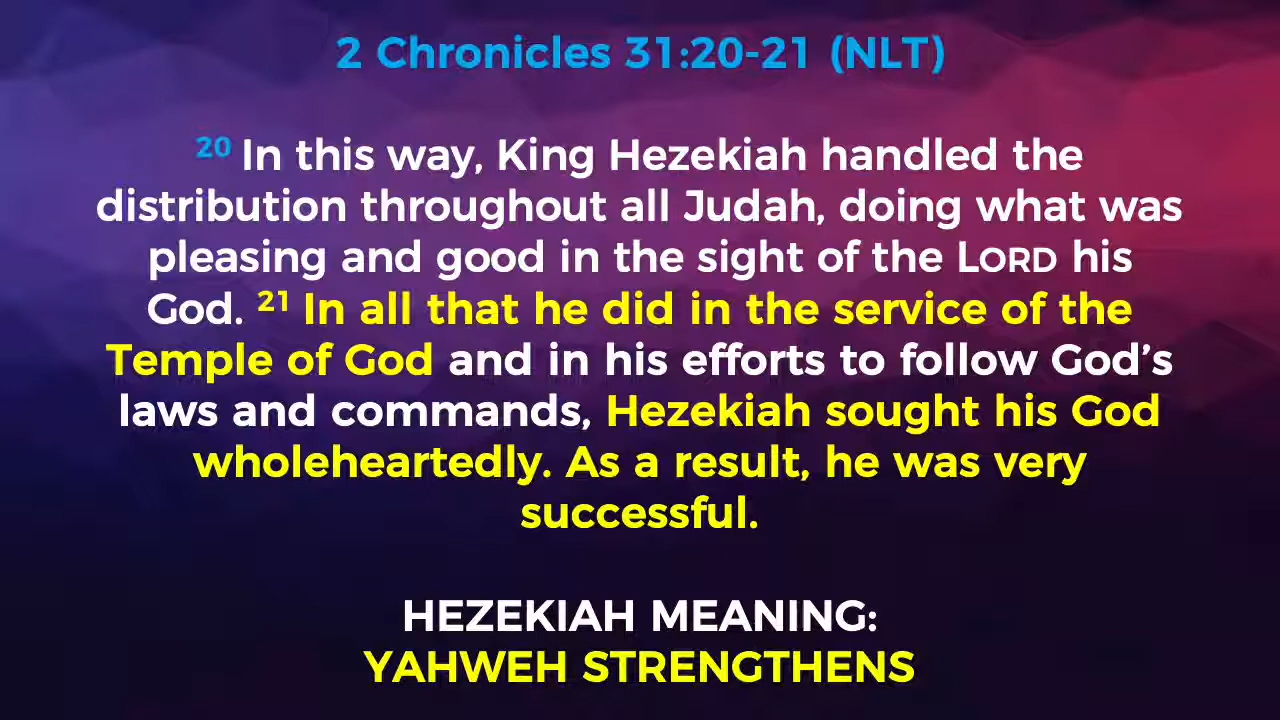 2 Chronicles 31:20-21 (NLT)
20 In this way, King Hezekiah handled the
distribution throughout all Judah, doing what was
pleasing and good in the sight of the LORD his
God. 21 In all that he did in the service of the
Temple of God and in his efforts to follow God’s
laws and commands, Hezekiah sought his God
wholeheartedly. As a result, he was very
successful.
HEZEKIAH MEANING:
YAHWEH STRENGTHENS